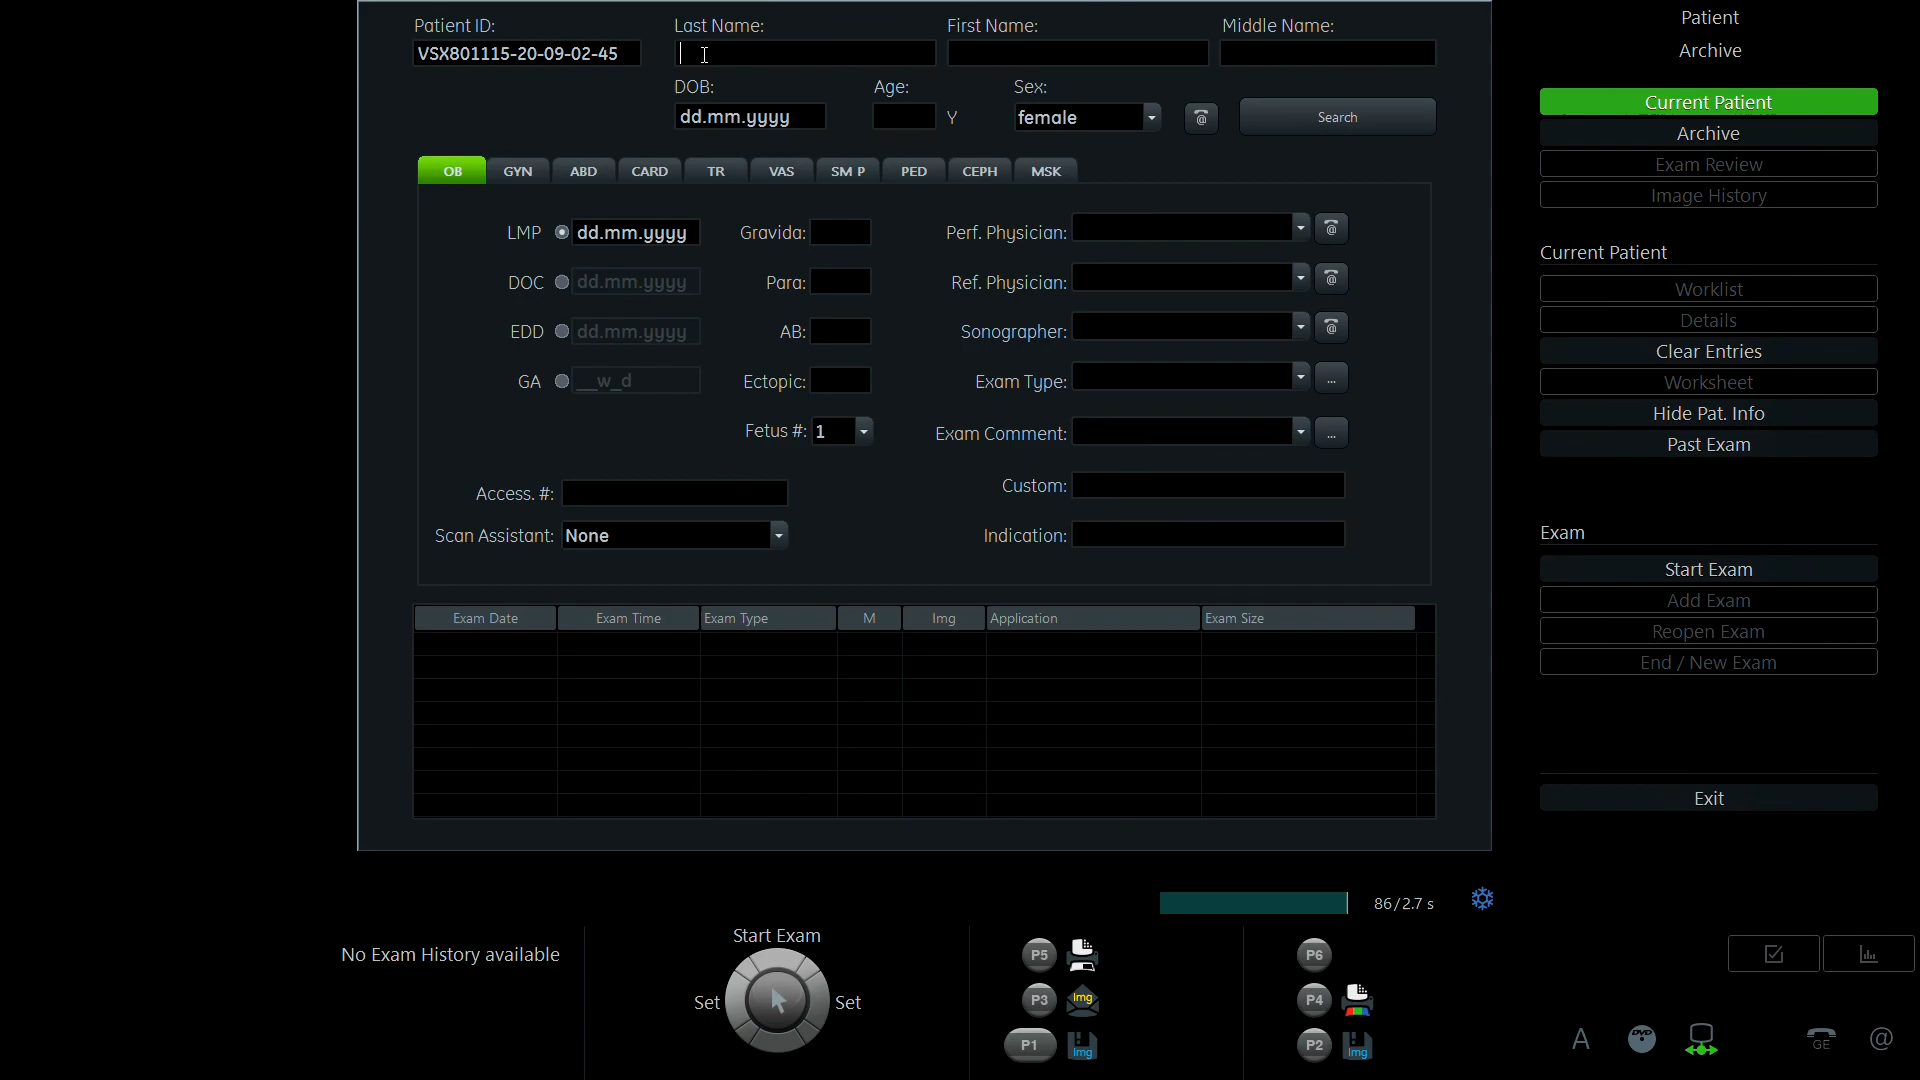 Patient ID: Last Name: First Name: Middle Name:
VSX801115-20-09-02-45
DOB: Age: Sex:
dd.mm.yyyy Y female @ Search
OB GYN ABD CARD TR VAS SM P PED CEPH MSK
LMP dd.mm.yyyy Gravida: Perf. Physician: @
DOC dd.mm.yyyy Para: Ref. Physician: @
EDD dd.mm.yyyy AB: Sonographer: @
GA __w_d Ectopic: Exam Type: ...
Fetus #: 1 Exam Comment: ...
Access. #: Custom:
Scan Assistant: None Indication:
Exam Date Exam Time Exam Type M Img Application Exam Size
Patient
Archive
Current Patient
Archive
Exam Review
Image History
Current Patient
Worklist
Details
Clear Entries
Worksheet
Hide Pat. Info
Past Exam
Exam
Start Exam
Add Exam
Reopen Exam
End / New Exam
Exit
86/2.7 s
No Exam History available
Start Exam
Set Set
P5 P6
P3 Img P4
P1 Img P2 Img
A DVD GE @